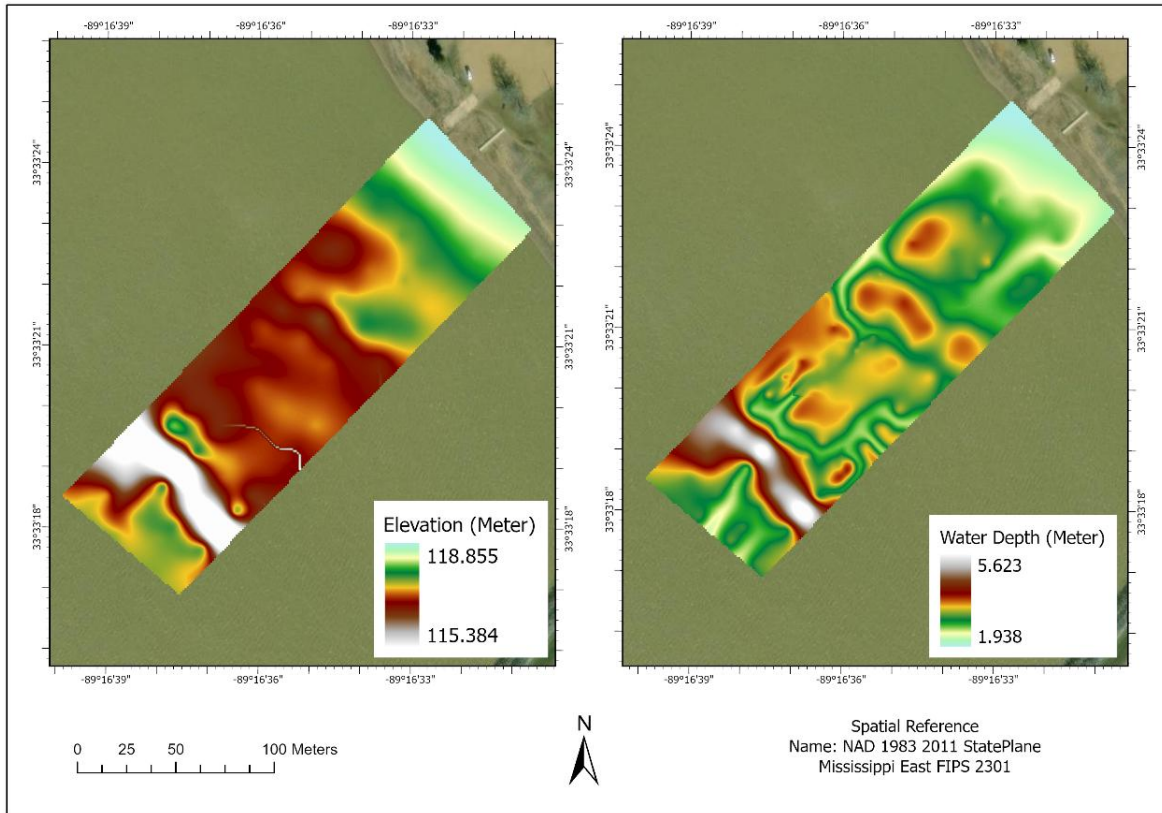 -89°16'39" -89°16'36" -89°16'33"
-89°16'39" -89°16'36" -89°16'33"
33°33'24"
33°33'21"
33°33'18"
33°33'24"
33°33'21"
33°33'18"
Elevation (Meter)
118.855
115.384
-89°16'39" -89°16'36" -89°16'33"
33°33'24"
33°33'21"
33°33'18"
33°33'24"
33°33'21"
33°33'18"
Water Depth (Meter)
5.623
1.938
-89°16'39" -89°16'36" -89°16'33"
0 25 50 100 Meters
N
Spatial Reference
Name: NAD 1983 2011 StatePlane
Mississippi East FIPS 2301